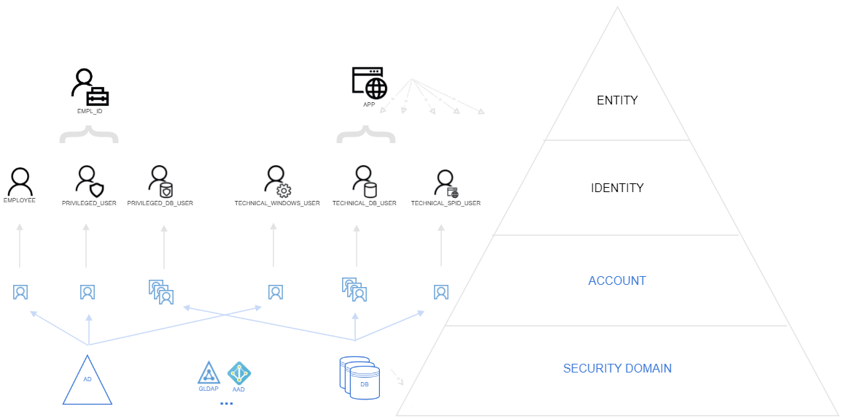 ENTITY
EMPL_ID
APP
IDENTITY
EMPLOYEE
PRIVILEGED_USER
PRIVILEGED_DB_USER
TECHNICAL_WINDOWS_USER
TECHNICAL_DB_USER
TECHNICAL_SPID_USER
ACCOUNT
SECURITY DOMAIN
AD
GLDAP
AAD
DB
...